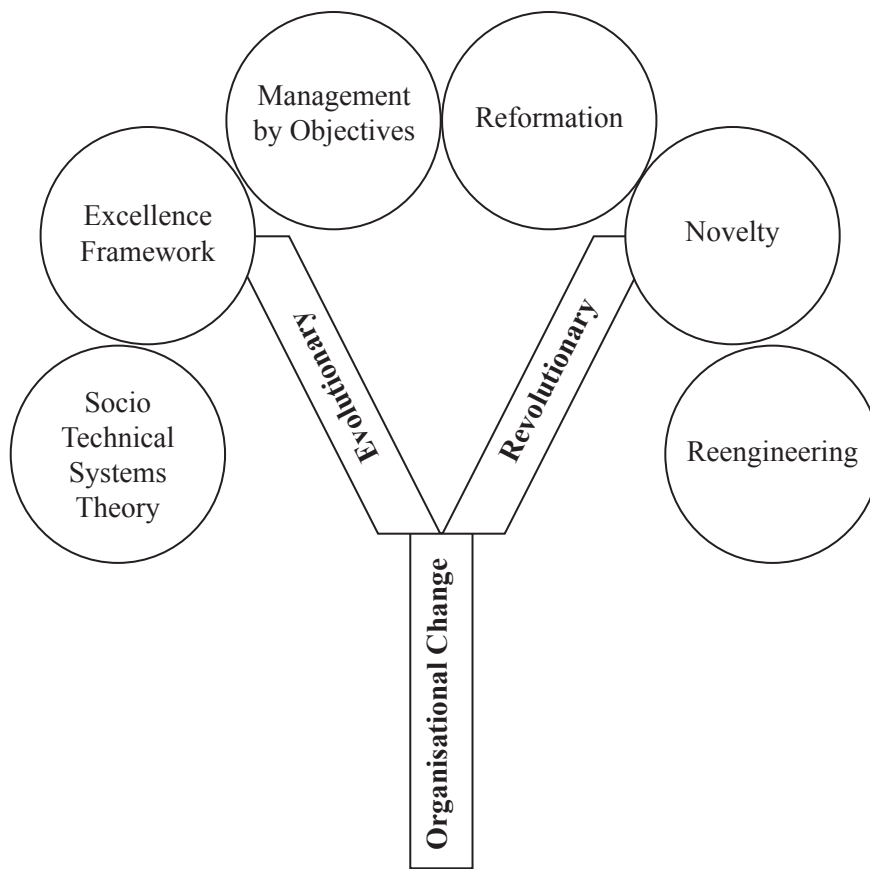 Management
by Objectives
Reformation
Excellence
Framework
Novelty
Socio
Technical
Systems
Theory
Reengineering
Evolutionary
Revolutionary
Organisational Change